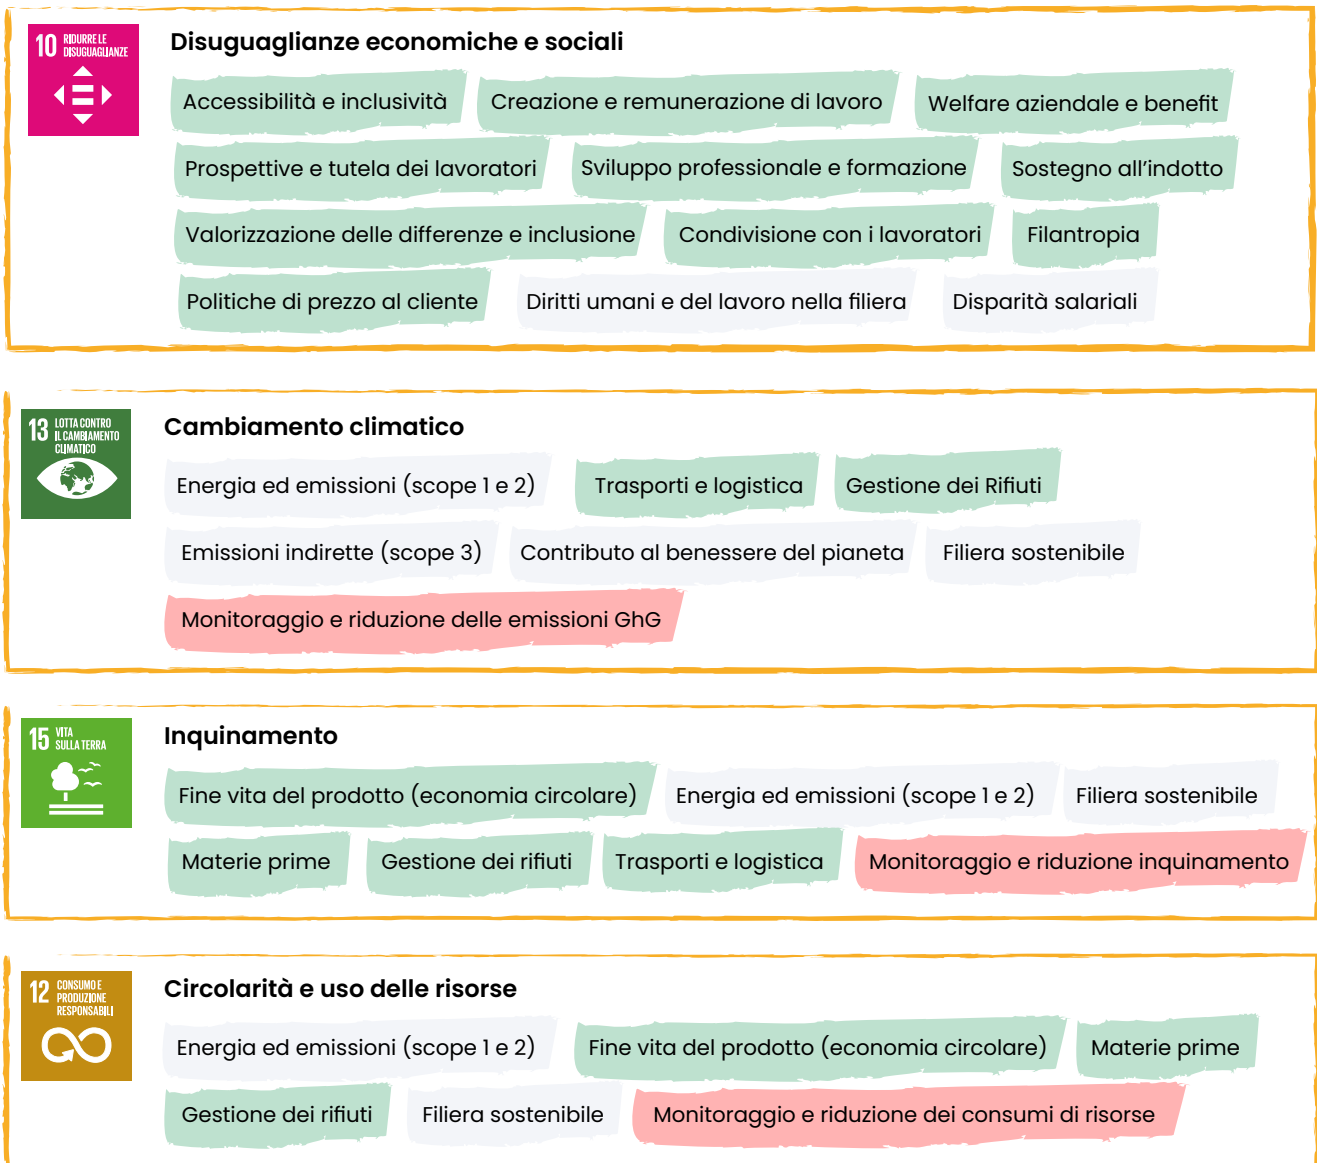 10 RIDURRE LE
DISUGUAGLIANZE
Disuguaglianze economiche e sociali
Accessibilità e inclusività Creazione e remunerazione di lavoro Welfare aziendale e benefit
Prospettive e tutela dei lavoratori Sviluppo professionale e formazione Sostegno all’indotto
Valorizzazione delle differenze e inclusione Condivisione con i lavoratori Filantropia
Politiche di prezzo al cliente Diritti umani e del lavoro nella filiera Disparità salariali
13 LOTTA CONTRO
IL CAMBIAMENTO
CLIMATICO
Cambiamento climatico
Energia ed emissioni (scope 1 e 2) Trasporti e logistica Gestione dei Rifiuti
Emissioni indirette (scope 3) Contributo al benessere del pianeta Filiera sostenibile
Monitoraggio e riduzione delle emissioni GhG
15 VITA
SULLA TERRA
Inquinamento
Fine vita del prodotto (economia circolare) Energia ed emissioni (scope 1 e 2) Filiera sostenibile
Materie prime Gestione dei rifiuti Trasporti e logistica Monitoraggio e riduzione inquinamento
12 CONSUMO E
PRODUZIONE
RESPONSABILI
Circolarità e uso delle risorse
Energia ed emissioni (scope 1 e 2) Fine vita del prodotto (economia circolare) Materie prime
Gestione dei rifiuti Filiera sostenibile Monitoraggio e riduzione dei consumi di risorse